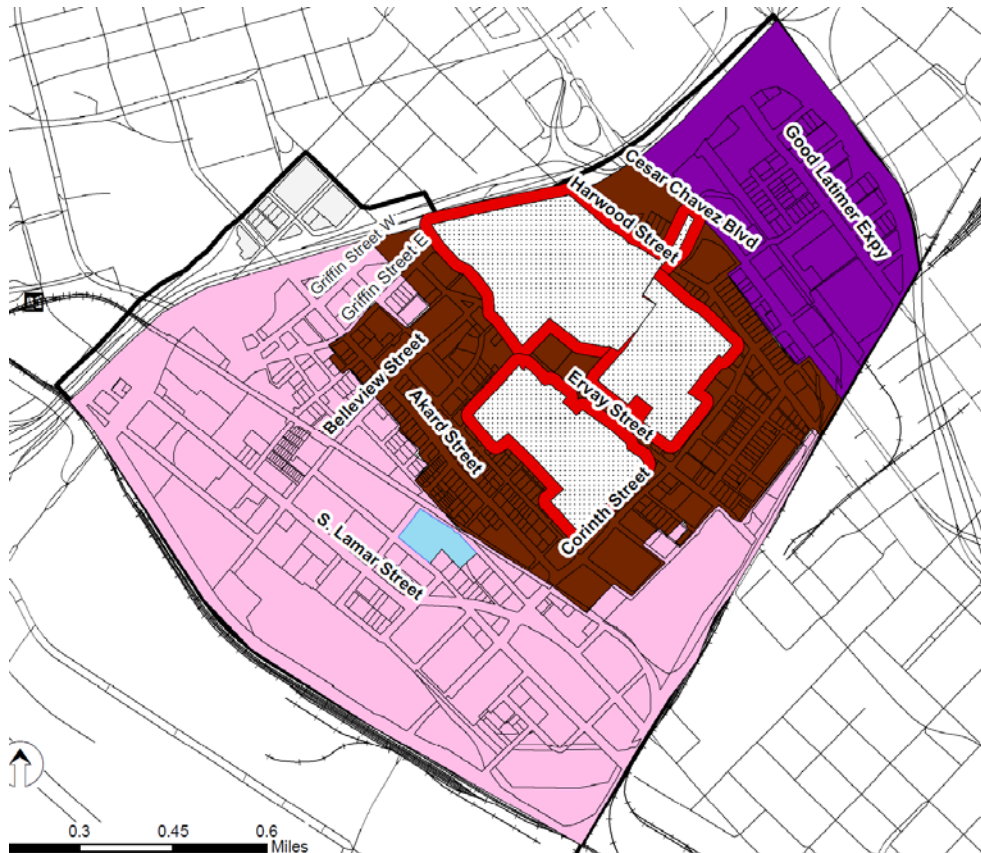 Good Latimer Expy
Cesar Chavez Blvd
Harwood Street
Griffin Street W
Griffin Street E
Belleview Street
Akard Street
Ervay Street
Corinth Street
S. Lamar Street
0.3 0.45 0.6
Miles